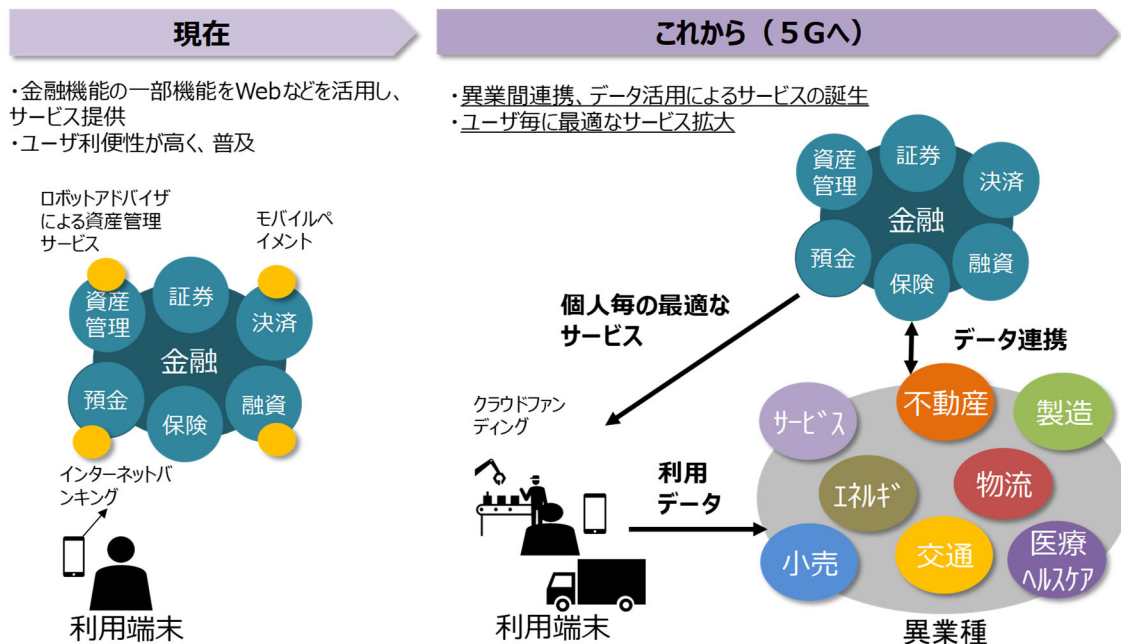 現在
・金融機能の一部機能をWebなどを活用し、
サービス提供
・ユーザ利便性が高く、普及
ロボットアドバイザ
による資産管理
サービス
モバイルペ
イメント
資産
管理
証券
決済
金融
預金
保険
融資
インターネットバ
ンキング
利用端末
これから（５Gへ）
・異業間連携、データ活用によるサービスの誕生
・ユーザ毎に最適なサービス拡大
資産
管理
証券
決済
金融
預金
保険
融資
個人毎の最適な
サービス
データ連携
クラウドファン
ディング
利用
データ
利用端末
サービス
不動産
製造
エネルギ
物流
小売
交通
医療
ヘルスケア
異業種